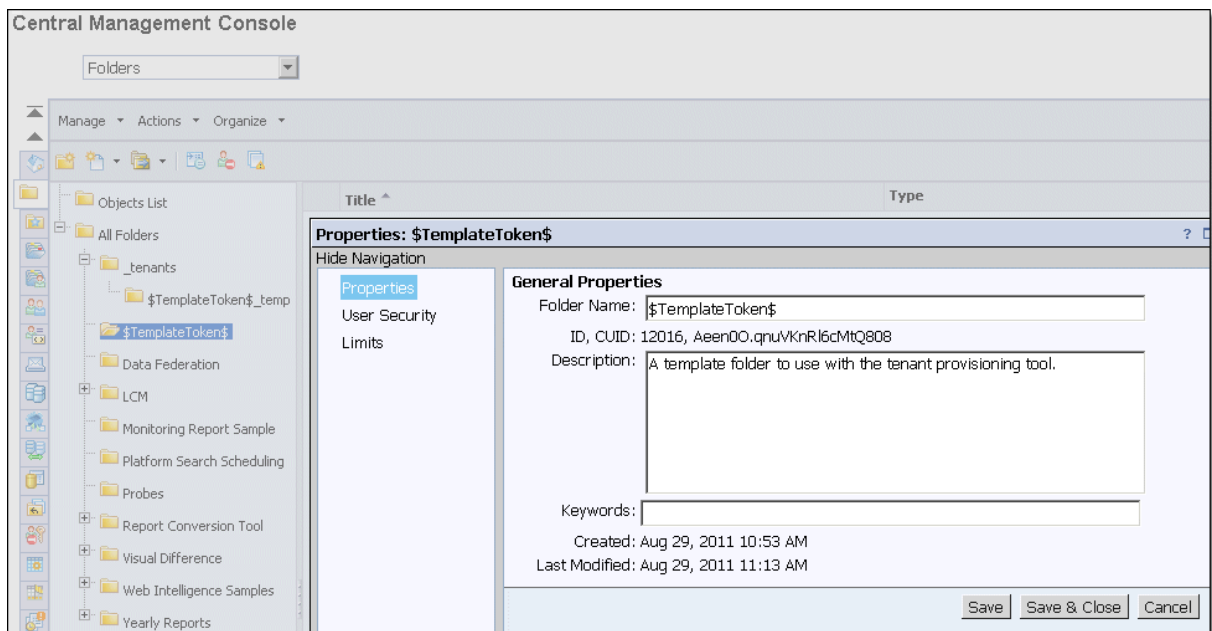 Central Management Console
Folders
Manage Actions Organize
Title Type
Objects List
All Folders
_tenants
$TemplateToken$_temp
$TemplateToken$
Data Federation
LCM
Monitoring Report Sample
Platform Search Scheduling
Probes
Report Conversion Tool
Visual Difference
Web Intelligence Samples
Yearly Reports
Properties: $TemplateToken$ ?
Hide Navigation
Properties
User Security
Limits
General Properties
Folder Name: $TemplateToken$
ID, CUID: 12016, Aeen0O.qnuVKnRl6cMtQ808
Description: A template folder to use with the tenant provisioning tool.
Keywords:
Created: Aug 29, 2011 10:53 AM
Last Modified: Aug 29, 2011 11:13 AM
Save Save & Close Cancel